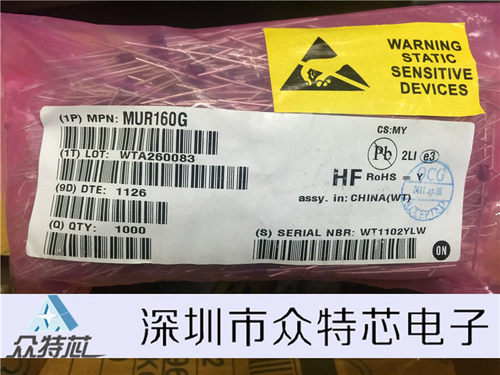 WARNING
STATIC
SENSITIVE
DEVICES
(1P) MPN: MUR160G
CS:MY
(1T) LOT: WTA260083
Pb 2LI e3
HF RoHS - Y
(9D) DTE: 1126
assy. in: CHINA(WT)
(Q) QTY: 1000
(S) SERIAL NBR: WT1102YLW
ON
众特芯
深圳市众特芯电子